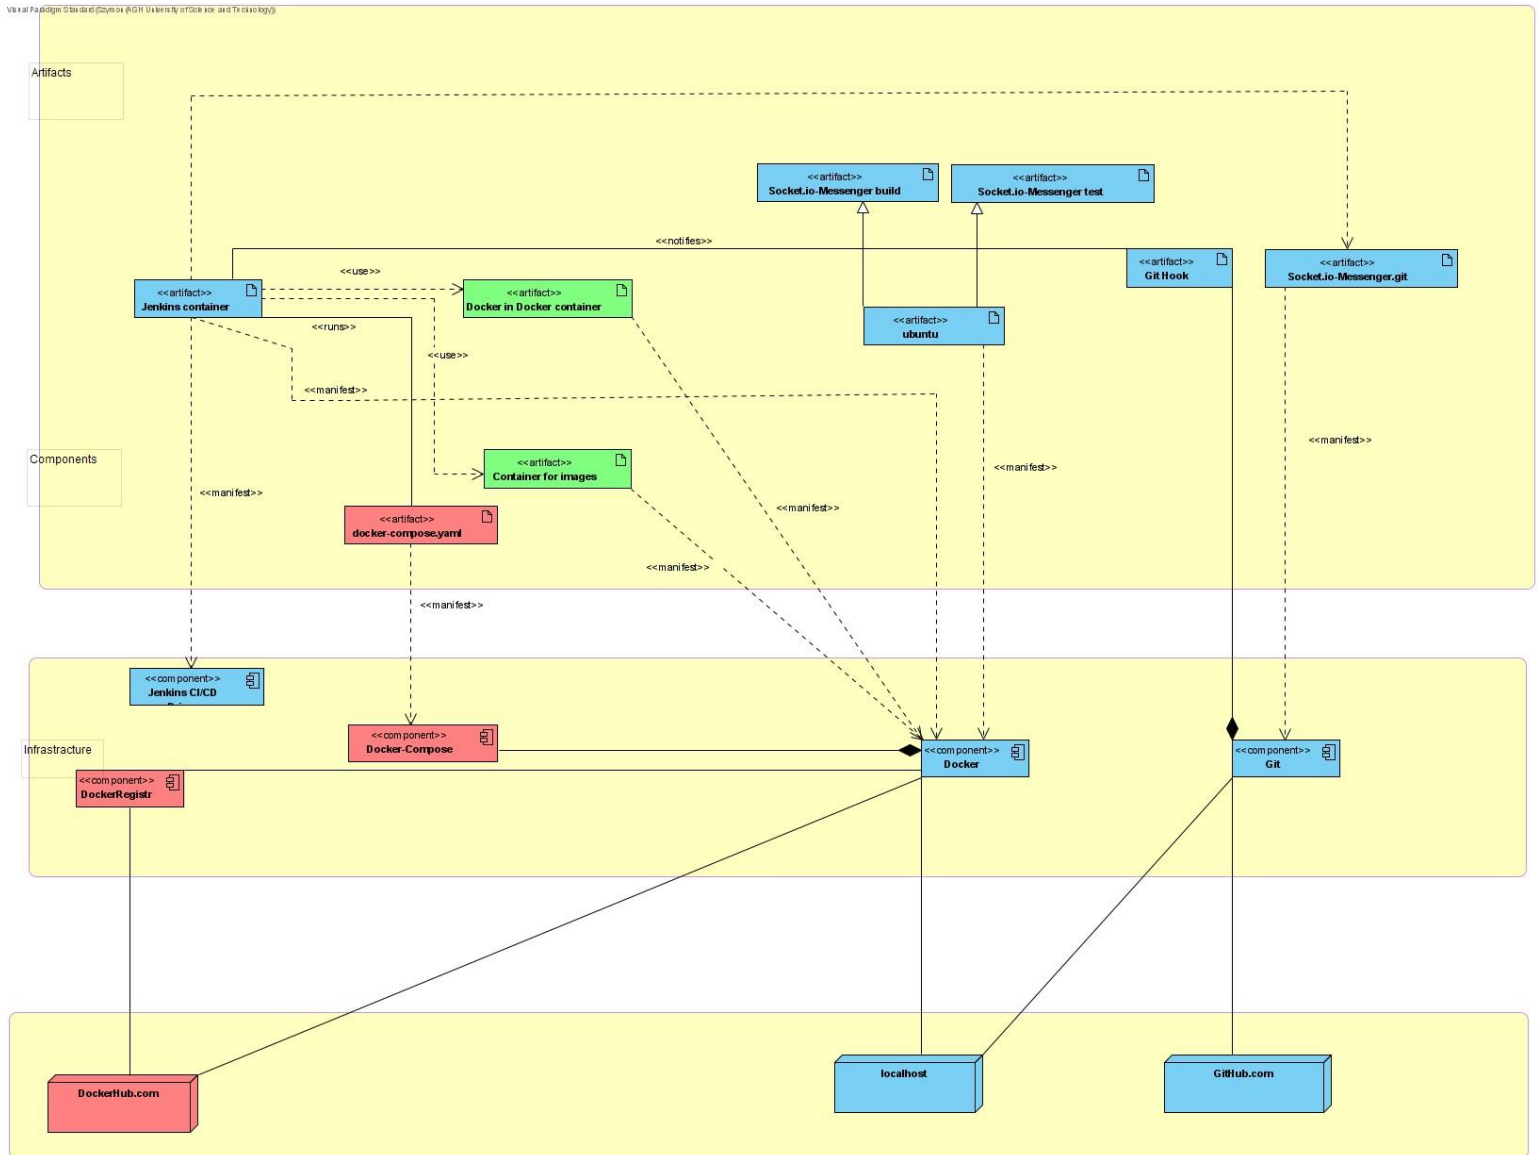 Visual Paradigm Standard (Szymon (AGH University of Science and Technology))
Artifacts
<<artifact>>
Socket.io-Messenger build
<<artifact>>
Socket.io-Messenger test
<<notifies>>
<<artifact>>
Git Hook
<<artifact>>
Socket.io-Messenger.git
<<use>>
<<artifact>>
Jenkins container
<<artifact>>
Docker in Docker container
<<artifact>>
ubuntu
<<runs>>
<<use>>
<<manifest>>
<<manifest>>
Components
<<artifact>>
Container for images
<<manifest>>
<<manifest>>
<<manifest>>
<<artifact>>
docker-compose.yaml
<<manifest>>
<<manifest>>
<<component>>
Jenkins CI/CD
<<component>>
Docker-Compose
Infrastracture
<<component>>
Docker
<<component>>
Git
<<component>>
DockerRegistr
DockerHub.com
localhost
GitHub.com